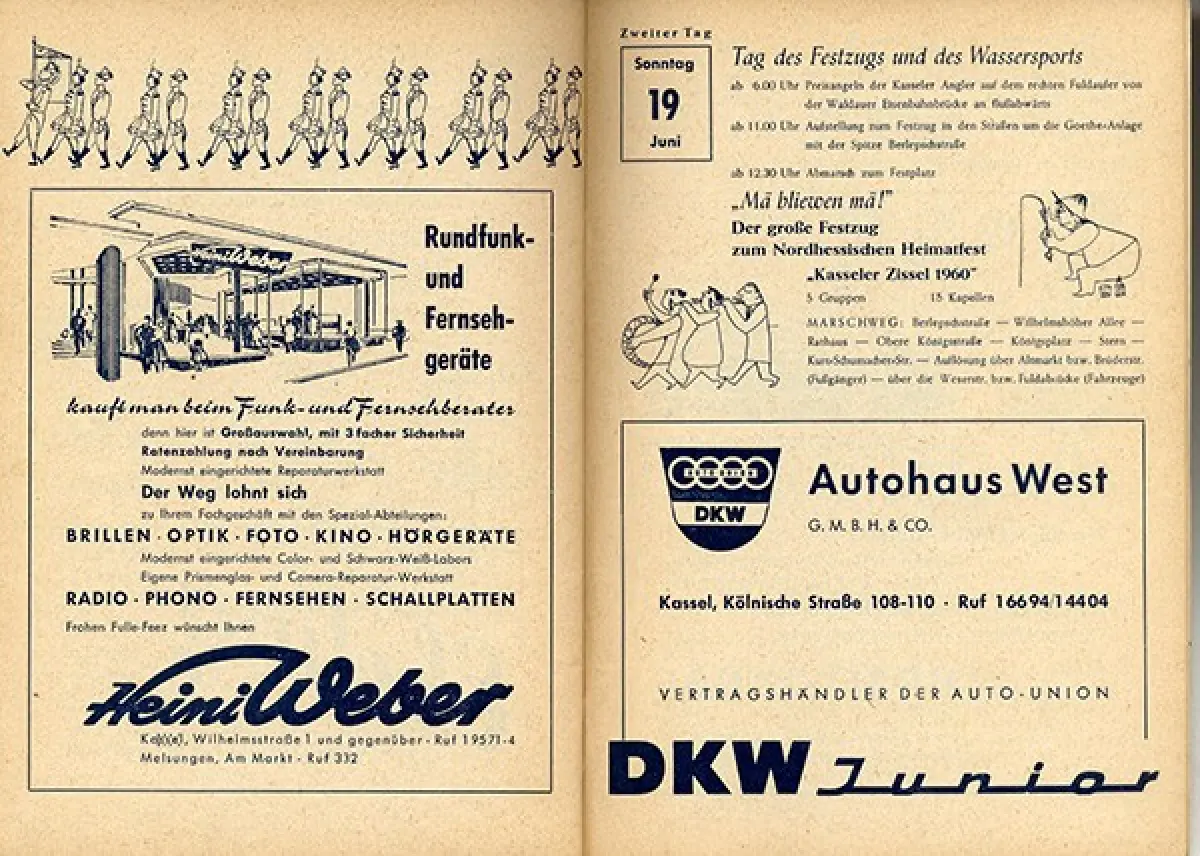 Heini Weber
Rundfunk-
und
Fernseh-
geräte
kauft man beim Funk- und Fernsehberater
denn hier ist Großauswahl, mit 3 facher Sicherheit
Ratenzahlung nach Vereinbarung
Modernst eingerichtete Reparaturwerkstatt
Der Weg lohnt sich
zu Ihrem Fachgeschäft mit den Spezial-Abteilungen:
BRILLEN · OPTIK · FOTO · KINO · HÖRGERÄTE
Modernst eingerichtete Color- und Schwarz-Weiß-Labors
Eigene Prismenglas- und Camera-Reparatur-Werkstatt
RADIO · PHONO · FERNSEHEN · SCHALLPLATTEN
Frohen Fulle-Feez wünscht Ihnen
Heini Weber
Ka(ss)el, Wilhelmsstraße 1 und gegenüber · Ruf 19571-4
Melsungen, Am Markt · Ruf 332
Zweiter Tag
Sonntag
19
Juni
Tag des Festzugs und des Wassersports
ab 6.00 Uhr Preisangeln der Kasseler Angler auf dem rechten Fuldaufer von
der Waldauer Eisenbahnbrücke an flußabwärts
ab 11.00 Uhr Aufstellung zum Festzug in den Straßen um die Goethe-Anlage
mit der Spitze Berlepschstraße
ab 12.30 Uhr Abmarsch zum Festplatz
„Mä bliewen mä!"
Der große Festzug
zum Nordhessischen Heimatfest
„Kasseler Zissel 1960"
5 Gruppen 15 Kapellen
MARSCHWEG: Berlepschstraße — Wilhelmshöher Allee —
Rathaus — Obere Königsstraße — Königsplatz — Stern —
Kurt-Schumacher-Str. — Auflösung über Altmarkt bzw. Brüderstr.
(Fußgänger) — über die Weserstr. bzw. Fuldabrücke (Fahrzeuge)
AUTO UNION
DKW
Autohaus West
G. M. B. H. & CO.
Kassel, Kölnische Straße 108-110 · Ruf 16694/14404
VERTRAGSHÄNDLER DER AUTO-UNION
DKW Junior